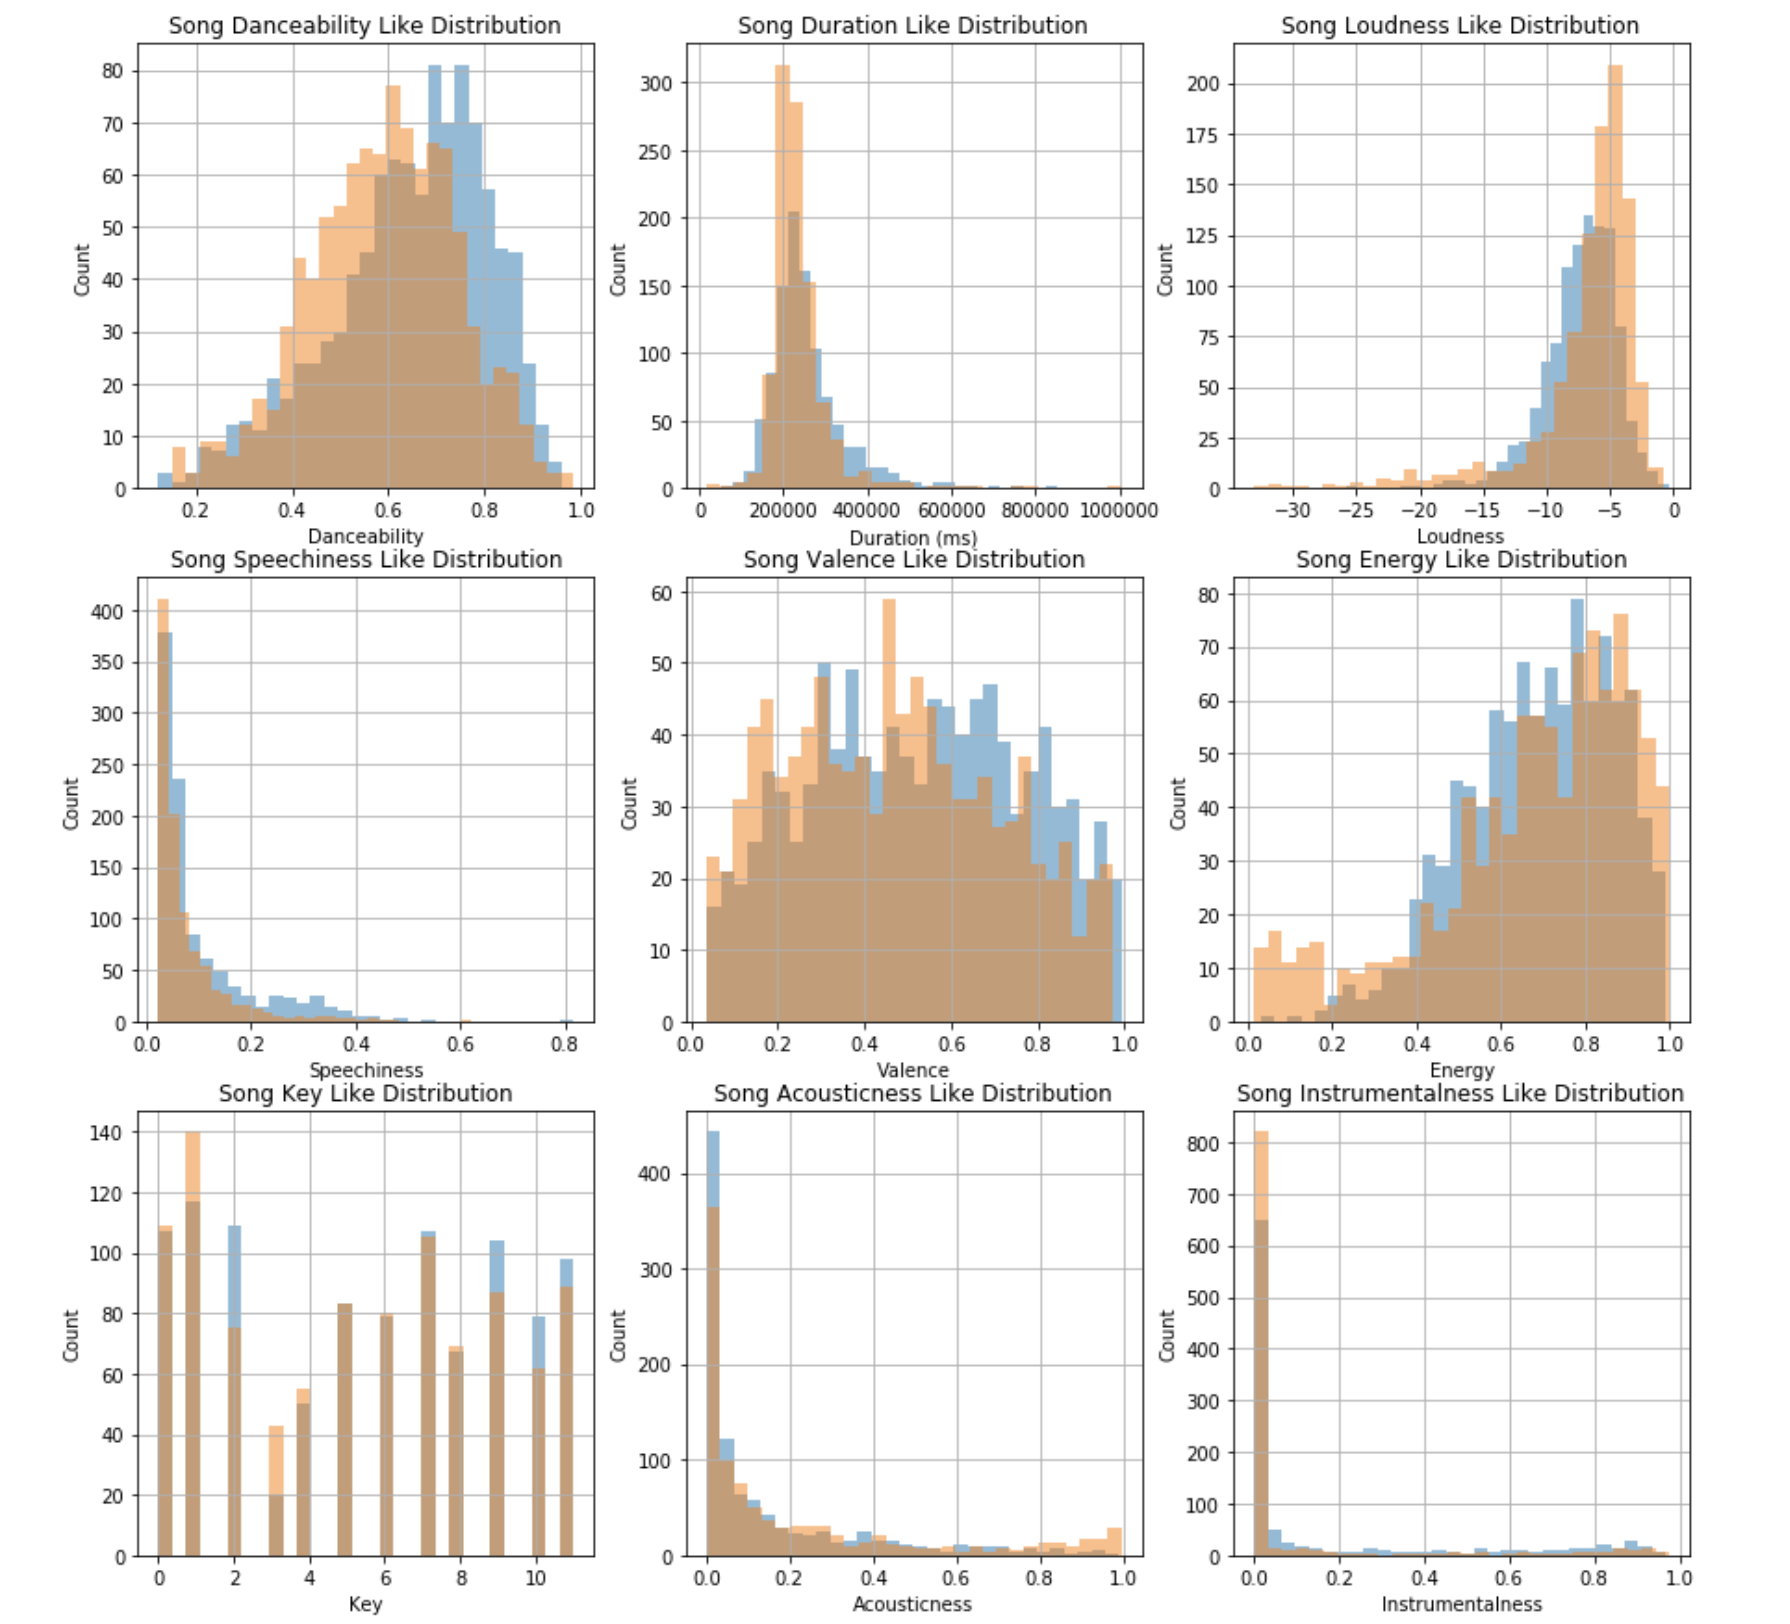 Song Danceability Like Distribution
80
70
60
50
40
30
20
10
0
Count
0.2 0.4 0.6 0.8 1.0
Danceability
Song Duration Like Distribution
300
250
200
150
100
50
0
Count
0 200000 400000 600000 800000 1000000
Duration (ms)
Song Loudness Like Distribution
200
175
150
125
100
75
50
25
0
Count
−30 −25 −20 −15 −10 −5 0
Loudness
Song Speechiness Like Distribution
400
350
300
250
200
150
100
50
0
Count
0.0 0.2 0.4 0.6 0.8
Speechiness
Song Valence Like Distribution
60
50
40
30
20
10
0
Count
0.0 0.2 0.4 0.6 0.8 1.0
Valence
Song Energy Like Distribution
80
70
60
50
40
30
20
10
0
Count
0.0 0.2 0.4 0.6 0.8 1.0
Energy
Song Key Like Distribution
140
120
100
80
60
40
20
0
Count
0 2 4 6 8 10
Key
Song Acousticness Like Distribution
400
300
200
100
0
Count
0.0 0.2 0.4 0.6 0.8 1.0
Acousticness
Song Instrumentalness Like Distribution
800
700
600
500
400
300
200
100
0
Count
0.0 0.2 0.4 0.6 0.8 1.0
Instrumentalness